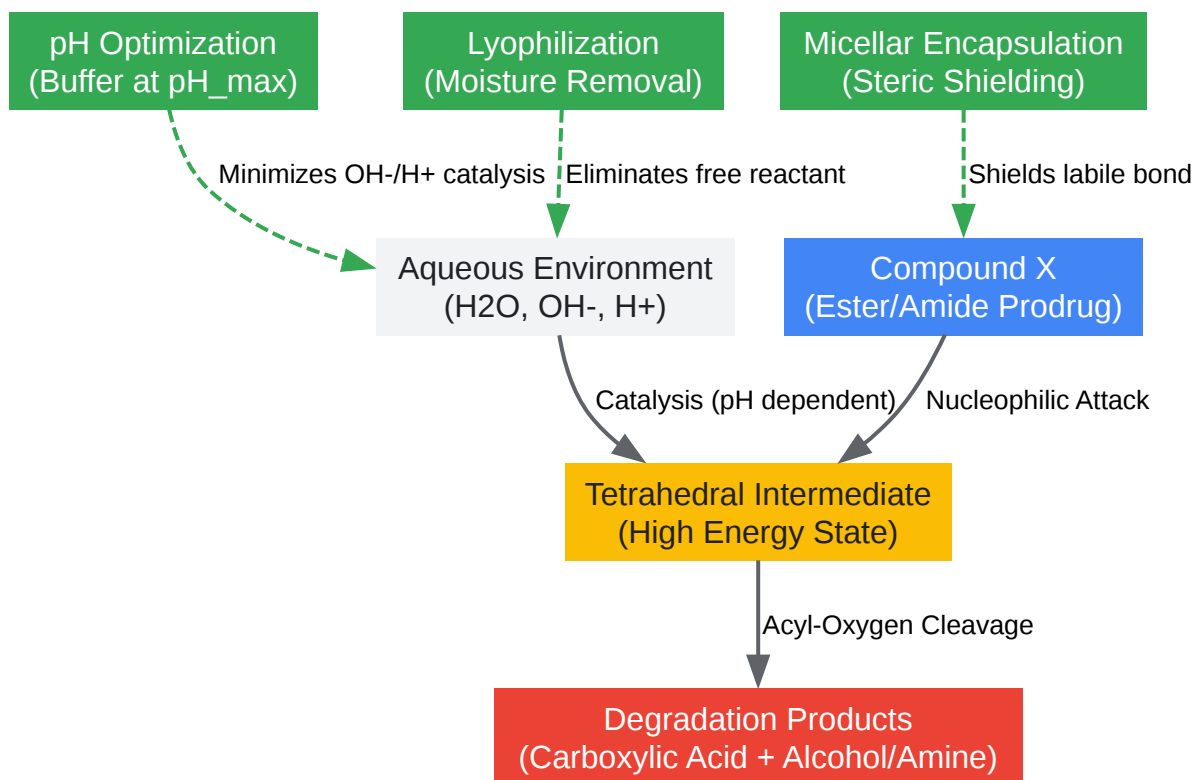 pH Optimization
(Buffer at pH_max)
Lyophilization
(Moisture Removal)
Micellar Encapsulation
(Steric Shielding)
Minimizes OH-/H+ catalysis
Eliminates free reactant
Shields labile bond
Aqueous Environment
(H2O, OH-, H+)
Compound X
(Ester/Amide Prodrug)
Catalysis (pH dependent)
Nucleophilic Attack
Tetrahedral Intermediate
(High Energy State)
Acyl-Oxygen Cleavage
Degradation Products
(Carboxylic Acid + Alcohol/Amine)